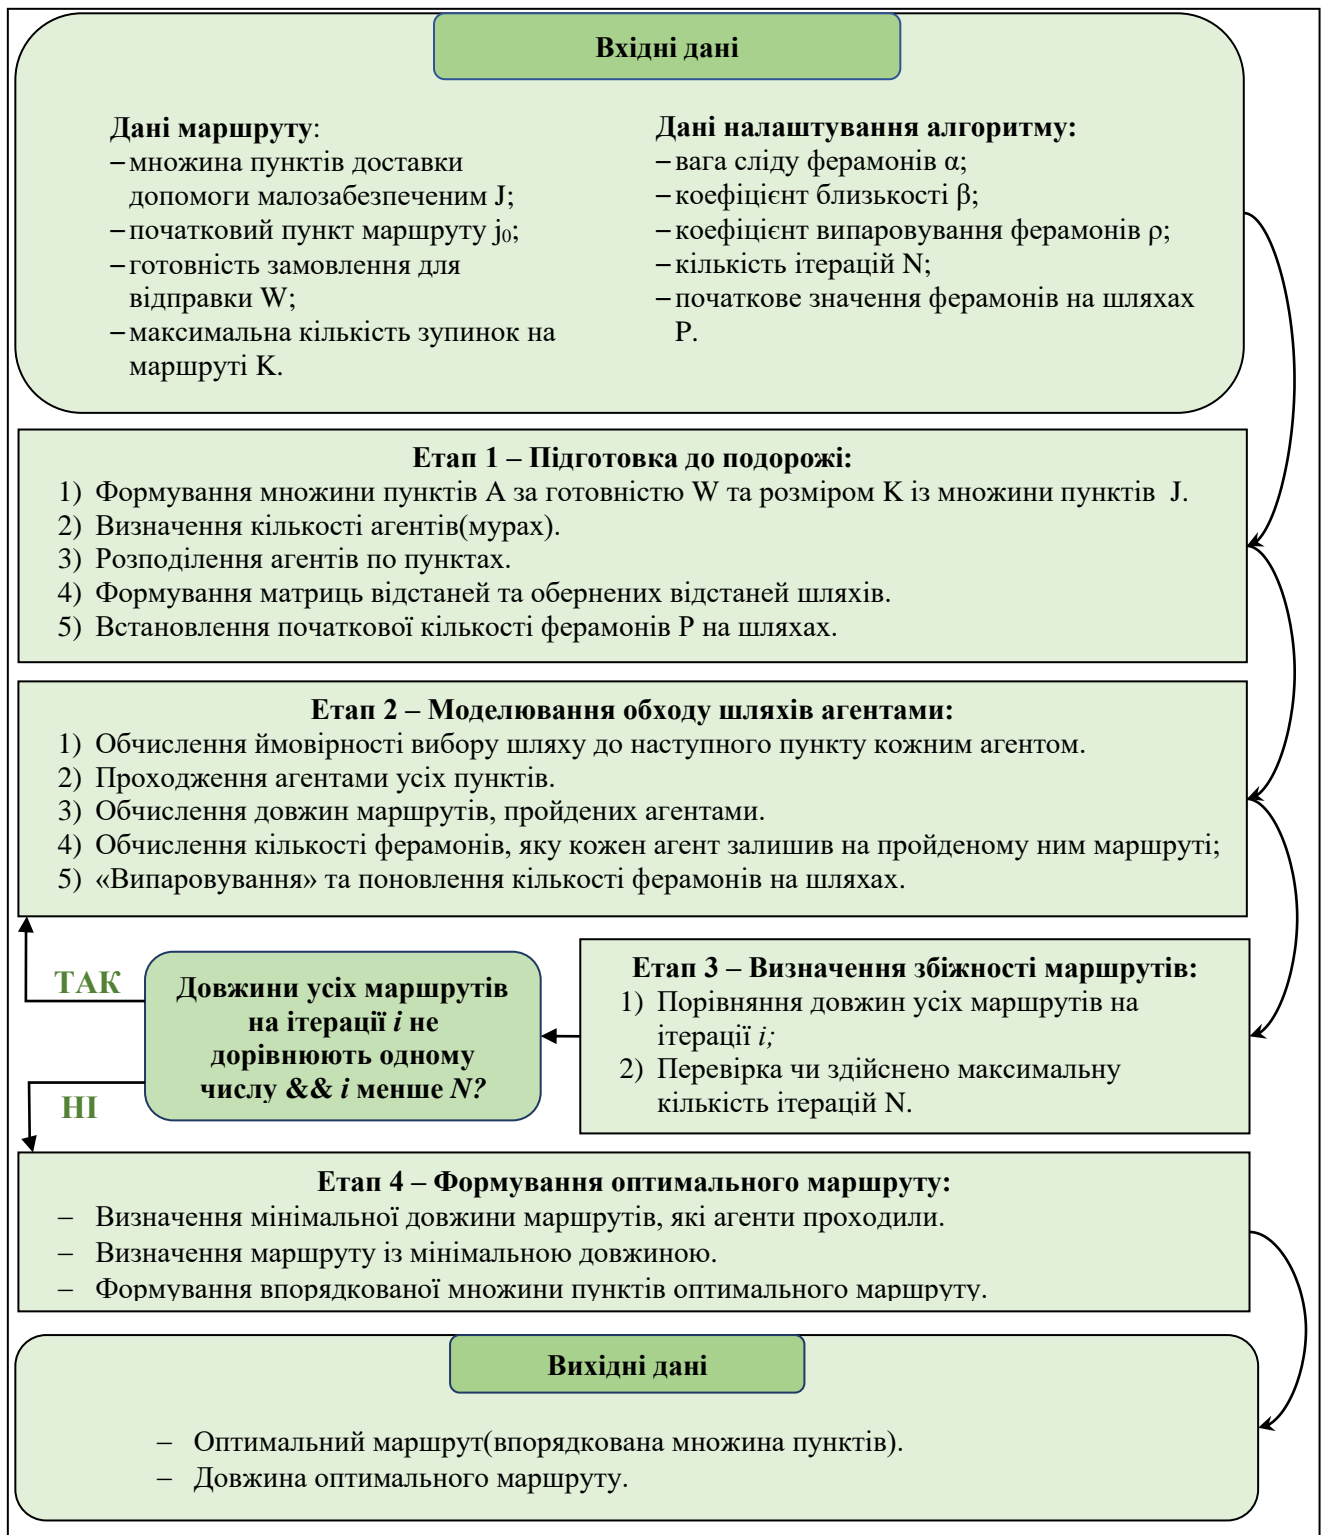 Вхідні дані
Дані маршруту:
– множина пунктів доставки
допомоги малозабезпеченим J;
– початковий пункт маршруту j₀;
– готовність замовлення для
відправки W;
– максимальна кількість зупинок на
маршруті K.
Дані налаштування алгоритму:
– вага сліду ферамонів α;
– коефіцієнт близькості β;
– коефіцієнт випаровування ферамонів ρ;
– кількість ітерацій N;
– початкове значення ферамонів на шляхах
P.
Етап 1 – Підготовка до подорожі:
1) Формування множини пунктів A за готовністю W та розміром K із множини пунктів J.
2) Визначення кількості агентів(мурах).
3) Розподілення агентів по пунктах.
4) Формування матриць відстаней та обернених відстаней шляхів.
5) Встановлення початкової кількості ферамонів P на шляхах.
Етап 2 – Моделювання обходу шляхів агентами:
1) Обчислення ймовірності вибору шляху до наступного пункту кожним агентом.
2) Проходження агентами усіх пунктів.
3) Обчислення довжин маршрутів, пройдених агентами.
4) Обчислення кількості ферамонів, яку кожен агент залишив на пройденому ним маршруті;
5) «Випаровування» та поновлення кількості ферамонів на шляхах.
Етап 3 – Визначення збіжності маршрутів:
1) Порівняння довжин усіх маршрутів на
ітерації i;
2) Перевірка чи здійснено максимальну
кількість ітерацій N.
Довжини усіх маршрутів
на ітерації i не
дорівнюють одному
числу && i менше N?
ТАК
НІ
Етап 4 – Формування оптимального маршруту:
– Визначення мінімальної довжини маршрутів, які агенти проходили.
– Визначення маршруту із мінімальною довжиною.
– Формування впорядкованої множини пунктів оптимального маршруту.
Вихідні дані
– Оптимальний маршрут(впорядкована множина пунктів).
– Довжина оптимального маршруту.